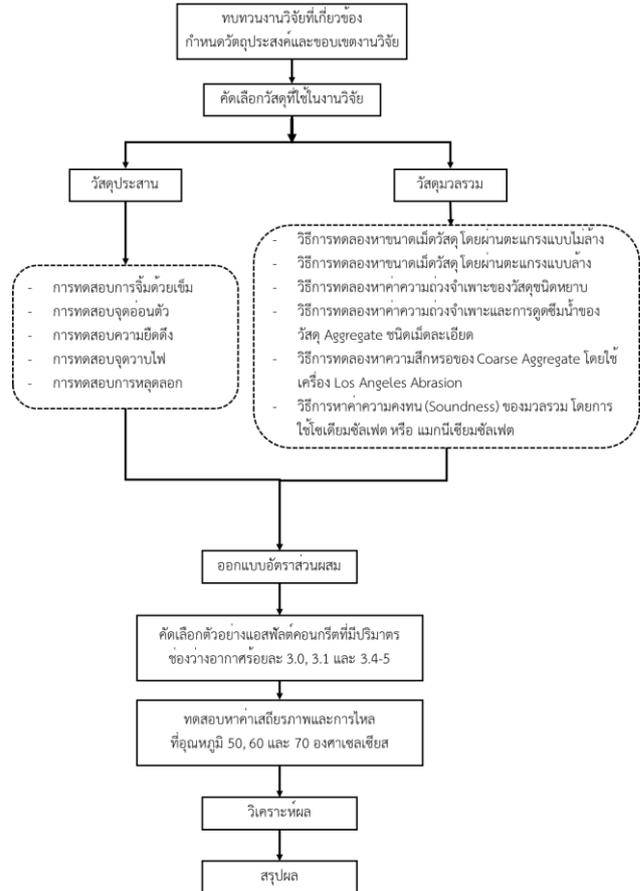 ทบทวนงานวิจัยที่เกี่ยวข้อง
กำหนดวัตถุประสงค์และขอบเขตงานวิจัย
คัดเลือกวัสดุที่ใช้ในงานวิจัย
วัสดุประสาน
วัสดุมวลรวม
- การทดสอบการจิ้มด้วยเข็ม
- การทดสอบจุดอ่อนตัว
- การทดสอบความยืดดึง
- การทดสอบจุดวาบไฟ
- การทดสอบการหลุดลอก
- วิธีการทดลองหาขนาดเม็ดวัสดุ โดยผ่านตะแกรงแบบไม่ล้าง
- วิธีการทดลองหาขนาดเม็ดวัสดุ โดยผ่านตะแกรงแบบล้าง
- วิธีการทดลองหาค่าความถ่วงจำเพาะของวัสดุชนิดหยาบ
- วิธีการทดลองหาค่าความถ่วงจำเพาะและการดูดซึมน้ำของ
วัสดุ Aggregate ชนิดเม็ดละเอียด
- วิธีการทดลองหาความสึกหรอของ Coarse Aggregate โดยใช้
เครื่อง Los Angeles Abrasion
- วิธีการหาค่าความคงทน (Soundness) ของมวลรวม โดยการ
ใช้โซเดียมซัลเฟต หรือ แมกนีเซียมซัลเฟต
ออกแบบอัตราส่วนผสม
คัดเลือกตัวอย่างแอสฟัลต์คอนกรีตที่มีปริมาตร
ช่องว่างอากาศร้อยละ 3.0, 3.1 และ 3.4-5
ทดสอบหาค่าเสถียรภาพและการไหล
ที่อุณหภูมิ 50, 60 และ 70 องศาเซลเซียส
วิเคราะห์ผล
สรุปผล